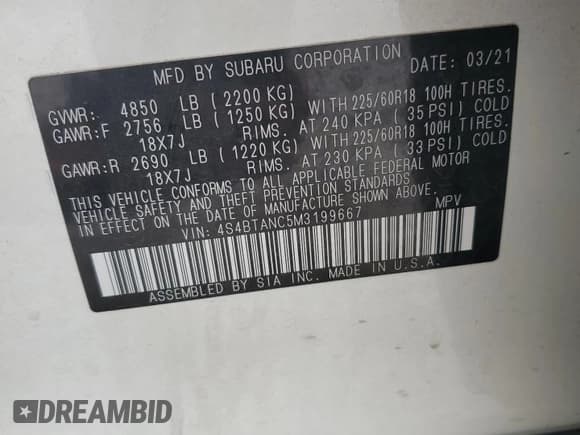 MFD BY SUBARU CORPORATION DATE: 03/21
GVWR: 4850 LB ( 2200 KG)
GAWR:F 2756 LB ( 1250 KG) WITH 225/60R18 100H TIRES.
18X7J RIMS. AT 240 KPA ( 35 PSI) COLD
GAWR:R 2690 LB ( 1220 KG) WITH 225/60R18 100H TIRES.
18X7J RIMS. AT 230 KPA ( 33 PSI) COLD
THIS VEHICLE CONFORMS TO ALL APPLICABLE FEDERAL MOTOR
VEHICLE SAFETY AND THEFT PREVENTION STANDARDS
IN EFFECT ON THE DATE OF MANUFACTURE SHOWN ABOVE.
VIN: 4S4BTANC5M3199667 MPV
ASSEMBLED BY SIA INC. MADE IN U.S.A.
DREAMBID